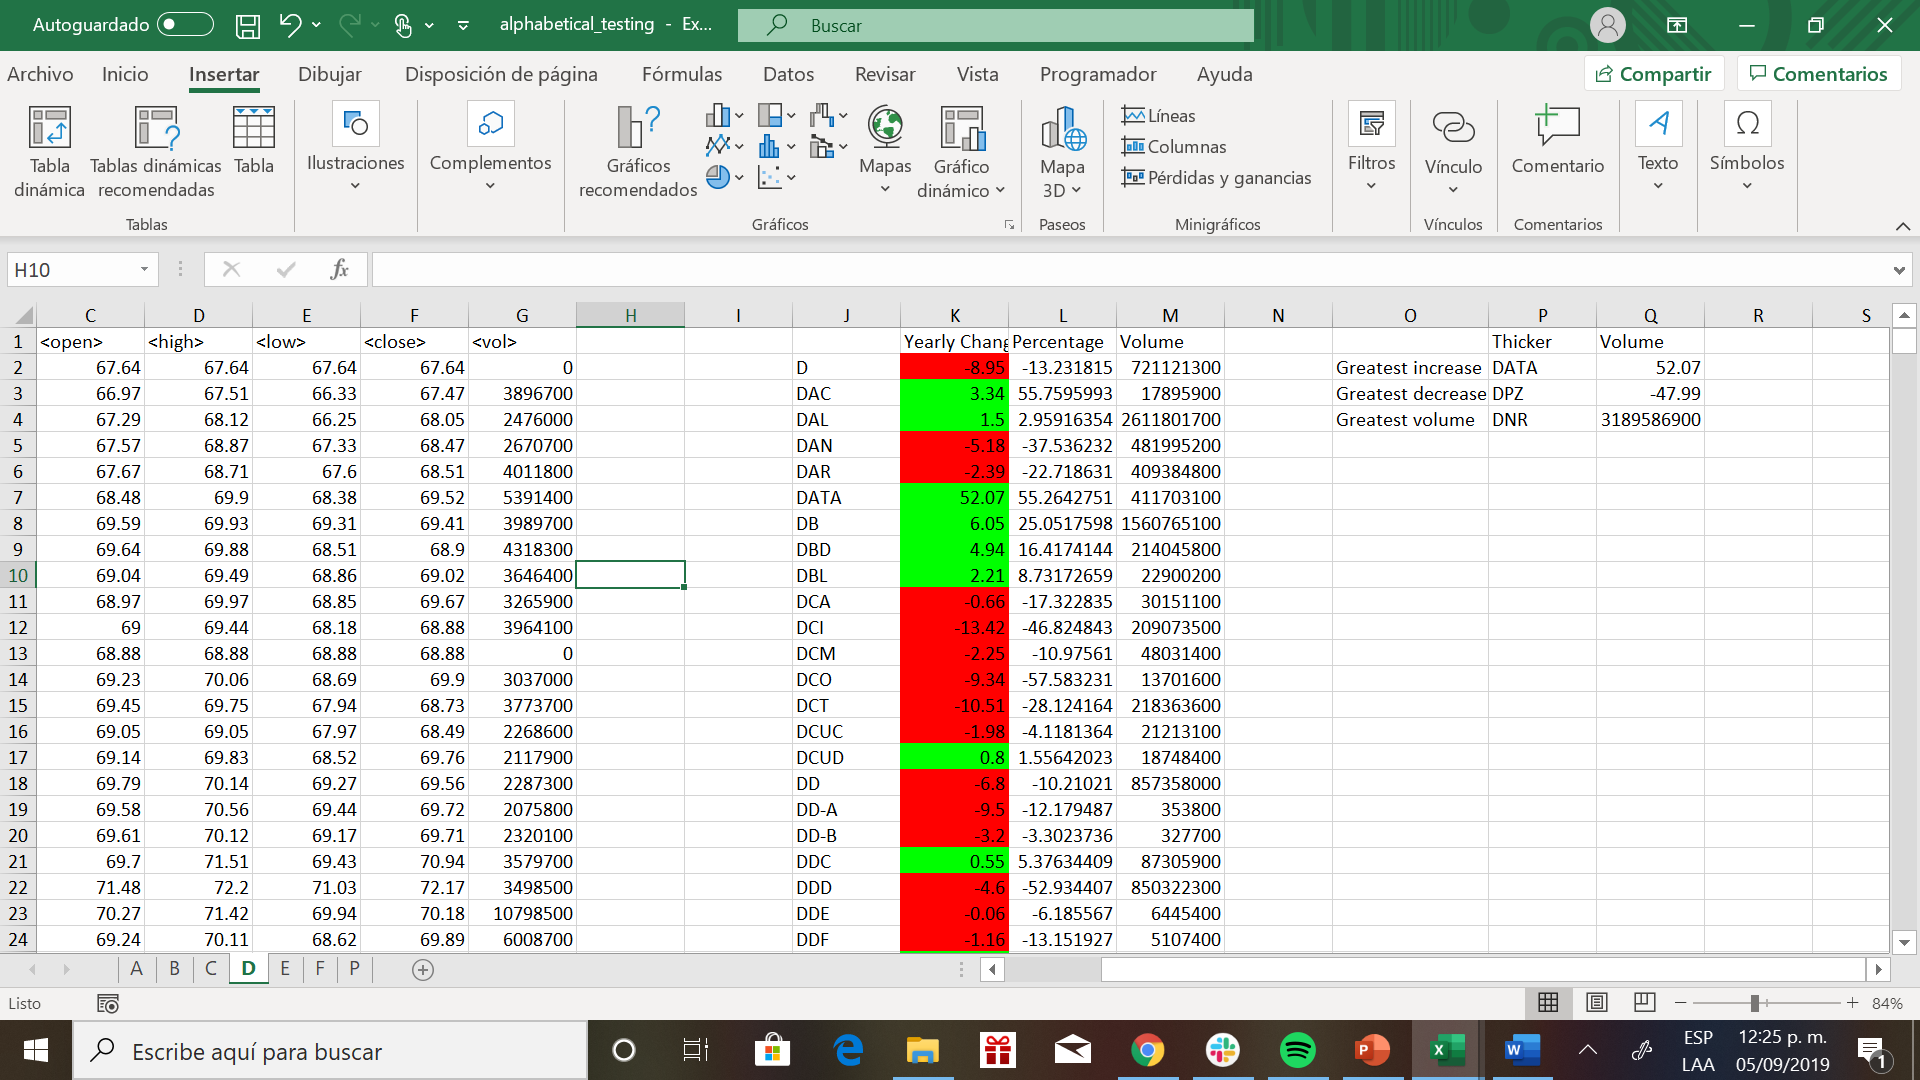 Autoguardado alphabetical_testing - Ex... Buscar
Archivo Inicio Insertar Dibujar Disposición de página Fórmulas Datos Revisar Vista Programador Ayuda Compartir Comentarios
Tabla dinámica
Tablas dinámicas recomendadas
Tabla
Ilustraciones
Complementos
Gráficos recomendados
Mapas
Gráfico dinámico
Mapa 3D
Líneas
Columnas
Pérdidas y ganancias
Filtros
Vínculo
Comentario
Texto
Símbolos
Tablas Gráficos Paseos Minigráficos Vínculos Comentarios
H10 fx
C D E F G H I J K L M N O P Q R S
1 <open> <high> <low> <close> <vol> Yearly Chang Percentage Volume Thicker Volume
2 67.64 67.64 67.64 67.64 0 D -8.95 -13.231815 721121300 Greatest increase DATA 52.07
3 66.97 67.51 66.33 67.47 3896700 DAC 3.34 55.7595993 17895900 Greatest decrease DPZ -47.99
4 67.29 68.12 66.25 68.05 2476000 DAL 1.5 2.95916354 2611801700 Greatest volume DNR 3189586900
5 67.57 68.87 67.33 68.47 2670700 DAN -5.18 -37.536232 481995200
6 67.67 68.71 67.6 68.51 4011800 DAR -2.39 -22.718631 409384800
7 68.48 69.9 68.38 69.52 5391400 DATA 52.07 55.2642751 411703100
8 69.59 69.93 69.31 69.41 3989700 DB 6.05 25.0517598 1560765100
9 69.64 69.88 68.51 68.9 4318300 DBD 4.94 16.4174144 214045800
10 69.04 69.49 68.86 69.02 3646400 DBL 2.21 8.73172659 22900200
11 68.97 69.97 68.85 69.67 3265900 DCA -0.66 -17.322835 30151100
12 69 69.44 68.18 68.88 3964100 DCI -13.42 -46.824843 209073500
13 68.88 68.88 68.88 68.88 0 DCM -2.25 -10.97561 48031400
14 69.23 70.06 68.69 69.9 3037000 DCO -9.34 -57.583231 13701600
15 69.45 69.75 67.94 68.73 3773700 DCT -10.51 -28.124164 218363600
16 69.05 69.05 67.97 68.49 2268600 DCUC -1.98 -4.1181364 21213100
17 69.14 69.83 68.52 69.76 2117900 DCUD 0.8 1.55642023 18748400
18 69.79 70.14 69.27 69.56 2287300 DD -6.8 -10.21021 857358000
19 69.58 70.56 69.44 69.72 2075800 DD-A -9.5 -12.179487 353800
20 69.61 70.12 69.17 69.71 2320100 DD-B -3.2 -3.3023736 327700
21 69.7 71.51 69.43 70.94 3579700 DDC 0.55 5.37634409 87305900
22 71.48 72.2 71.03 72.17 3498500 DDD -4.6 -52.934407 850322300
23 70.27 71.42 69.94 70.18 10798500 DDE -0.06 -6.185567 6445400
24 69.24 70.11 68.62 69.89 6008700 DDF -1.16 -13.151927 5107400
A B C D E F P
Listo 84%
Escribe aquí para buscar
ESP 12:25 p. m.
LAA 05/09/2019 1